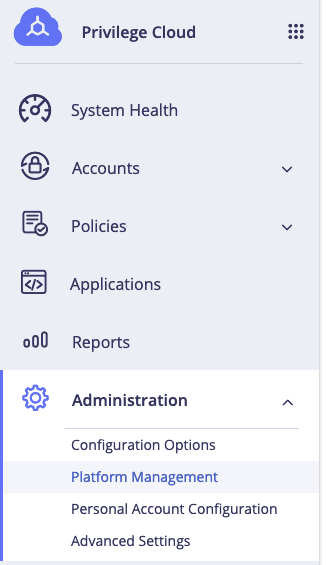 Privilege Cloud
System Health
Accounts
Policies
Applications
Reports
Administration
Configuration Options
Platform Management
Personal Account Configuration
Advanced Settings